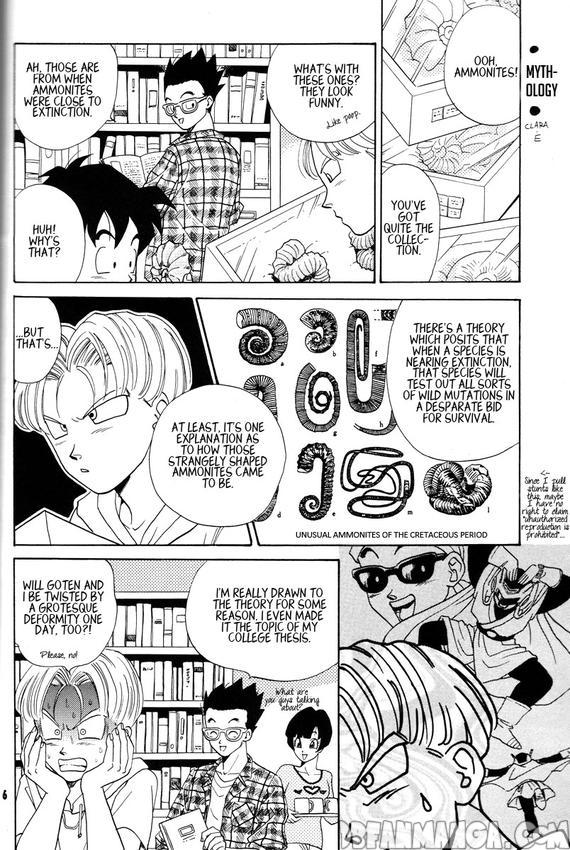 MYTH-
OLOGY
CLARA
E
OOH,
AMMONITES!
YOU'VE
GOT
QUITE THE
COLLEC-
TION.
WHAT'S WITH
THESE ONES?
THEY LOOK
FUNNY.
Like poop.
AH, THOSE ARE
FROM WHEN
AMMONITES
WERE CLOSE TO
EXTINCTION.
HUH!
WHY'S
THAT?
THERE'S A THEORY
WHICH POSITS THAT
WHEN A SPECIES IS
NEARING EXTINCTION,
THAT SPECIES WILL
TEST OUT ALL SORTS
OF WILD MUTATIONS
IN A DESPARATE BID
FOR SURVIVAL.
AT LEAST, IT'S ONE
EXPLANATION AS
TO HOW THOSE
STRANGELY SHAPED
AMMONITES CAME
TO BE.
a
b
f
g
h
d
e
m
l
UNUSUAL AMMONITES OF THE CRETACEOUS PERIOD
<-
Since I pull
stunts like
this, maybe
I have no
right to claim
"unauthorized
reproduction is
prohibited"...
...BUT
THAT'S...
I'M REALLY DRAWN TO
THE THEORY FOR SOME
REASON, I EVEN MADE
IT THE TOPIC OF MY
COLLEGE THESIS.
What are
you guys talking
about?
WILL GOTEN AND
I BE TWISTED BY
A GROTESQUE
DEFORMITY ONE
DAY, TOO?!
Please, no!
6
DBFANMANGA.COM